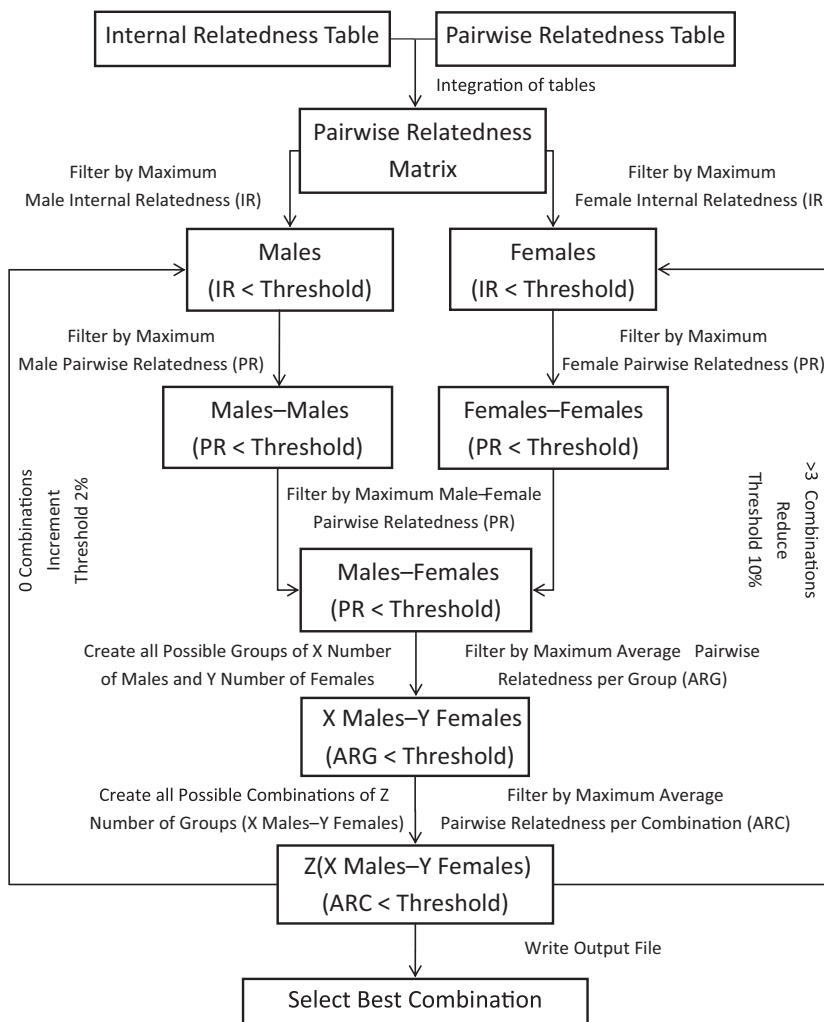 Internal Relatedness Table
Pairwise Relatedness Table
Integration of tables
Pairwise Relatedness
Matrix
Filter by Maximum
Male Internal Relatedness (IR)
Filter by Maximum
Female Internal Relatedness (IR
Males
(IR < Threshold)
Females
(IR < Threshold)
Filter by Maximum
Male Pairwise Relatedness (PR)
Filter by Maximum
Female Pairwise Relatedness (PR)
Males–Males
(PR < Threshold)
Females–Females
(PR < Threshold)
0 Combinations
Increment
Threshold 2%
>3 Combinations
Reduce
Threshold 10%
Filter by Maximum Male–Female
Pairwise Relatedness (PR)
Males–Females
(PR < Threshold)
Create all Possible Groups of X Number
of Males and Y Number of Females
Filter by Maximum Average Pairwise
Relatedness per Group (ARG)
X Males–Y Females
(ARG < Threshold)
Create all Possible Combinations of Z
Number of Groups (X Males–Y Females)
Filter by Maximum Average
Pairwise Relatedness per Combination (ARC)
Z(X Males–Y Females)
(ARC < Threshold)
Write Output File
Select Best Combination